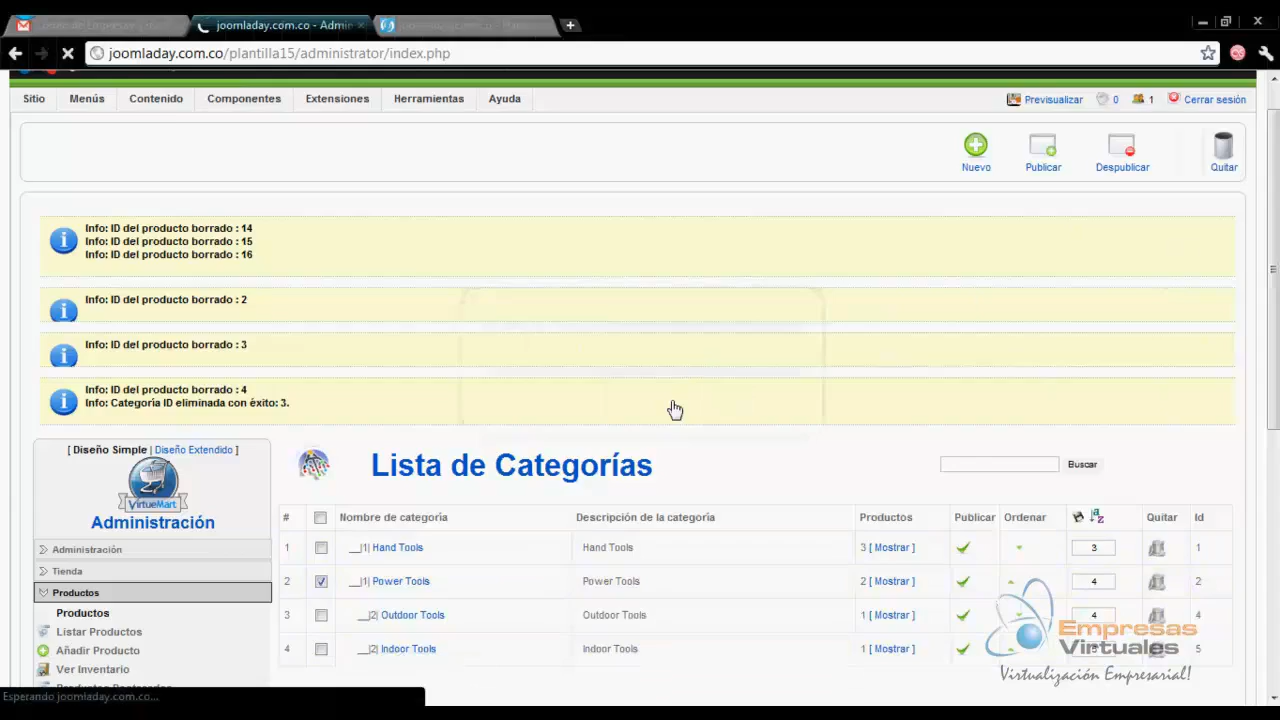 joomladay.com.co - Admini
joomladay.com.co/plantilla15/administrator/index.php
Sitio Menús Contenido Componentes Extensiones Herramientas Ayuda Previsualizar 0 1 Cerrar sesión
Nuevo Publicar Despublicar Quitar
Info: ID del producto borrado : 14
Info: ID del producto borrado : 15
Info: ID del producto borrado : 16
Info: ID del producto borrado : 2
Info: ID del producto borrado : 3
Info: ID del producto borrado : 4
Info: Categoría ID eliminada con éxito: 3.
[ Diseño Simple | Diseño Extendido ]
VirtueMart
Administración
Administración
Tienda
Productos
Productos
Listar Productos
Añadir Producto
Ver Inventario
Lista de Categorías Buscar
# Nombre de categoría Descripción de la categoría Productos Publicar Ordenar Quitar Id
1 __|1| Hand Tools Hand Tools 3 [ Mostrar ] 3 1
2 __|1| Power Tools Power Tools 2 [ Mostrar ] 4 2
3 __|2| Outdoor Tools Outdoor Tools 1 [ Mostrar ] 4 4
4 __|2| Indoor Tools Indoor Tools 1 [ Mostrar ] 5
Empresas
Virtuales
Virtualización Empresarial!
Esperando joomladay.com.co...